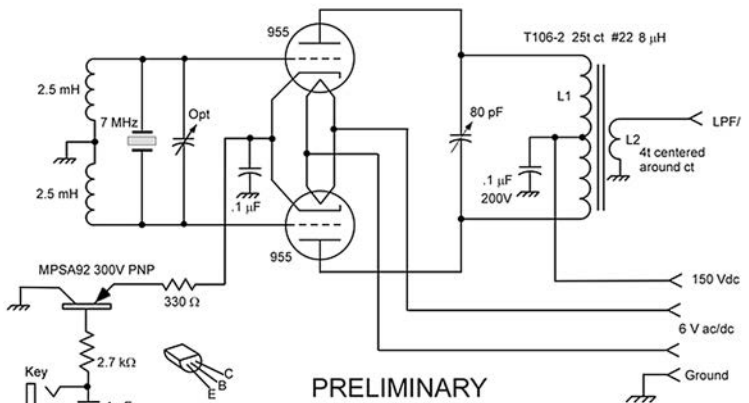 955
T106-2 25t ct #22 8 µH
2.5 mH
7 MHz
Opt
80 pF
L1
LPF/
L2
4t centered
around ct
.1 µF
200V
2.5 mH
.1 µF
955
MPSA92 300V PNP
330 Ω
150 Vdc
6 V ac/dc
2.7 kΩ
C
B
E
Key
PRELIMINARY
Ground